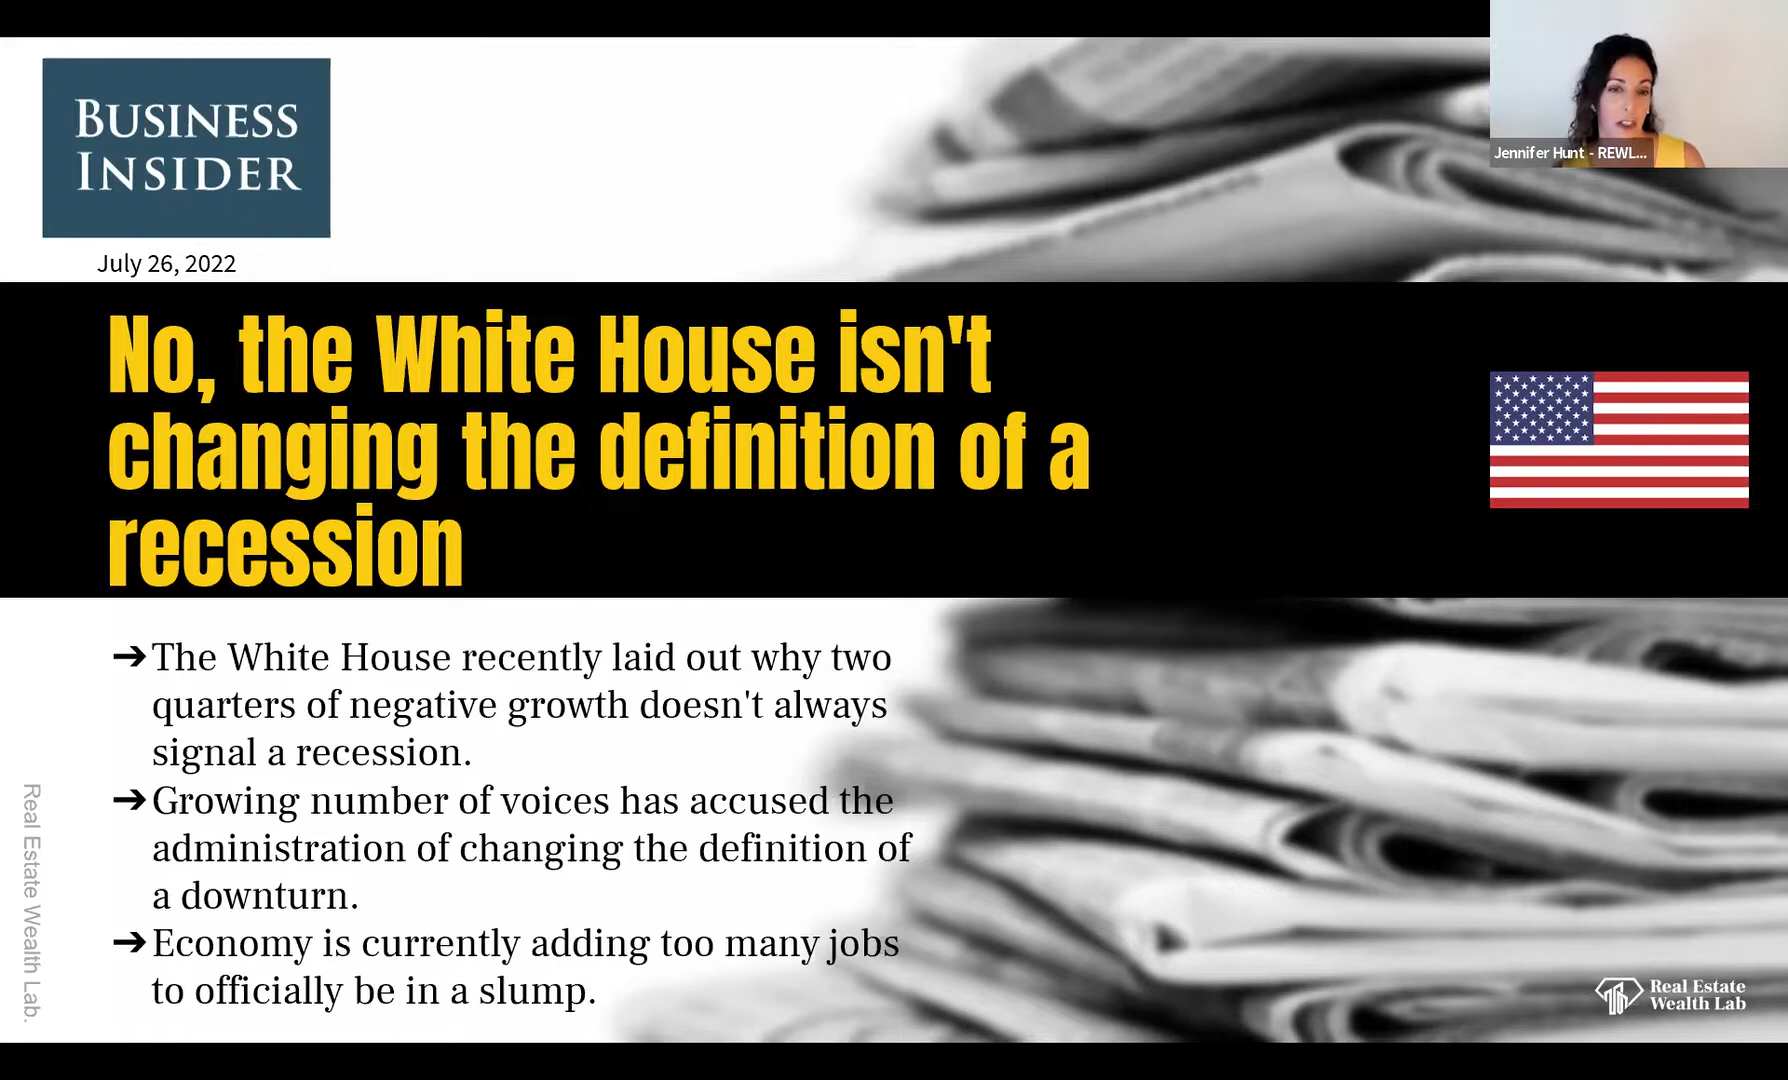 BUSINESS
INSIDER
Jennifer Hunt - REWL...
July 26, 2022
No, the White House isn't
changing the definition of a
recession
➔The White House recently laid out why two
quarters of negative growth doesn't always
signal a recession.
➔Growing number of voices has accused the
administration of changing the definition of
a downturn.
➔Economy is currently adding too many jobs
to officially be in a slump.
Real Estate Wealth Lab.
Real Estate
Wealth Lab